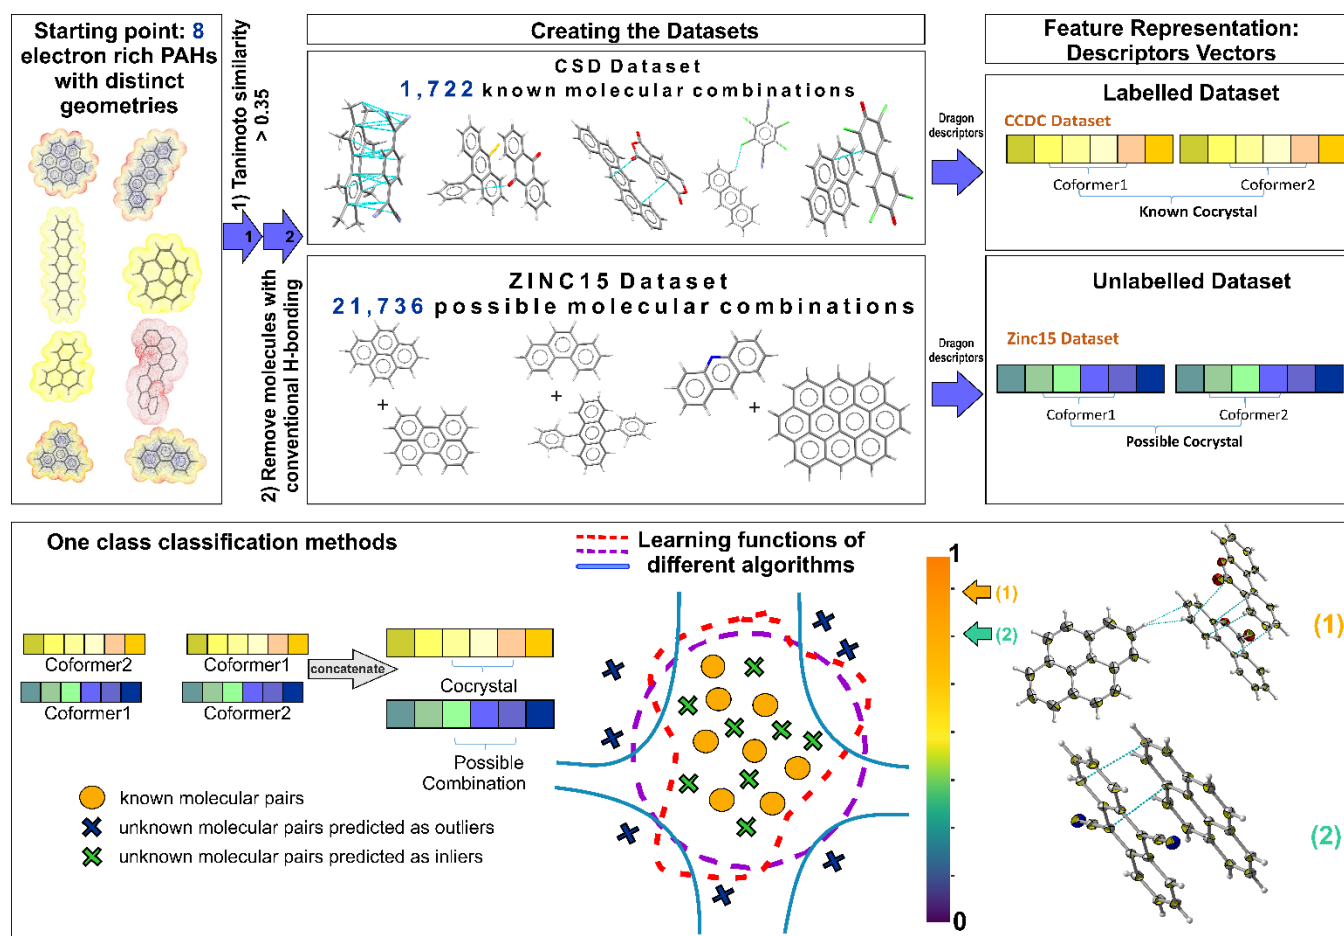 Starting point: 8
electron rich PAHs
with distinct
geometries
1) Tanimoto similarity
> 0.35
1
2
2) Remove molecules with
conventional H-bonding
Creating the Datasets
CSD Dataset
1,722 known molecular combinations
ZINC15 Dataset
21,736 possible molecular combinations
+
+
+
Dragon
descriptors
Dragon
descriptors
Feature Representation:
Descriptors Vectors
Labelled Dataset
CCDC Dataset
Coformer1
Coformer2
Known Cocrystal
Unlabelled Dataset
Zinc15 Dataset
Coformer1
Coformer2
Possible Cocrystal
One class classification methods
Coformer2
Coformer1
Coformer1
Coformer2
concatenate
Cocrystal
Possible
Combination
known molecular pairs
unknown molecular pairs predicted as outliers
unknown molecular pairs predicted as inliers
Learning functions of
different algorithms
1
(1)
(2)
0
(1)
(2)